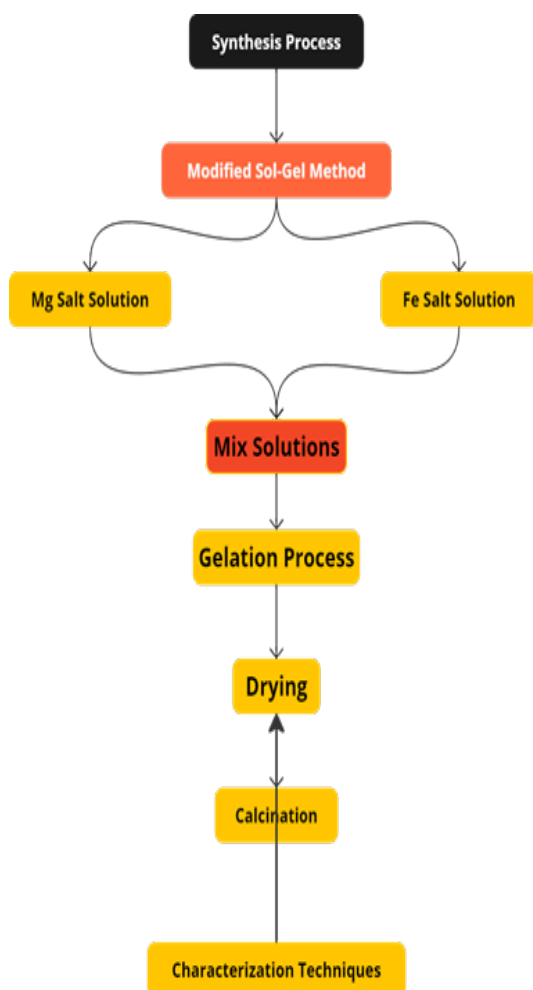 Synthesis Process
Modified Sol-Gel Method
Mg Salt Solution
Fe Salt Solution
Mix Solutions
Gelation Process
Drying
Calcination
Characterization Techniques